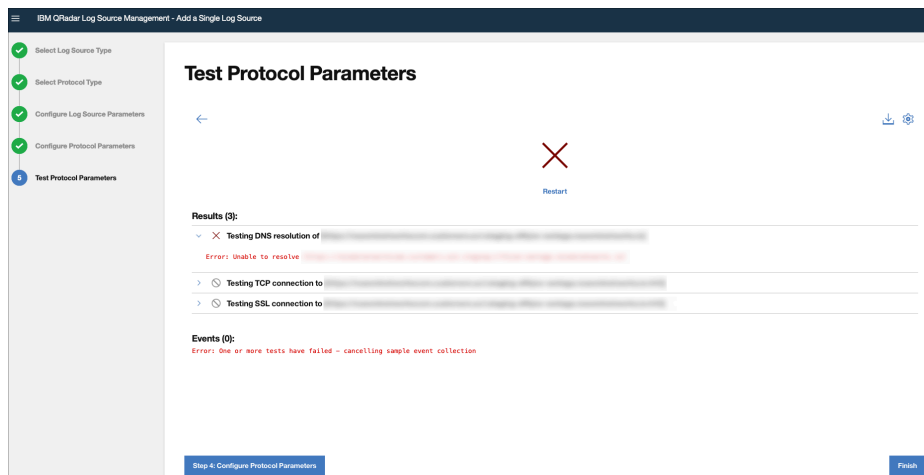 IBM QRadar Log Source Management - Add a Single Log Source
Select Log Source Type
Select Protocol Type
Configure Log Source Parameters
Configure Protocol Parameters
5 Test Protocol Parameters
Test Protocol Parameters
Restart
Results (3):
Testing DNS resolution of
Error: Unable to resolve
Testing TCP connection to
Testing SSL connection to
Events (0):
Error: One or more tests have failed - cancelling sample event collection
Step 4: Configure Protocol Parameters
Finish